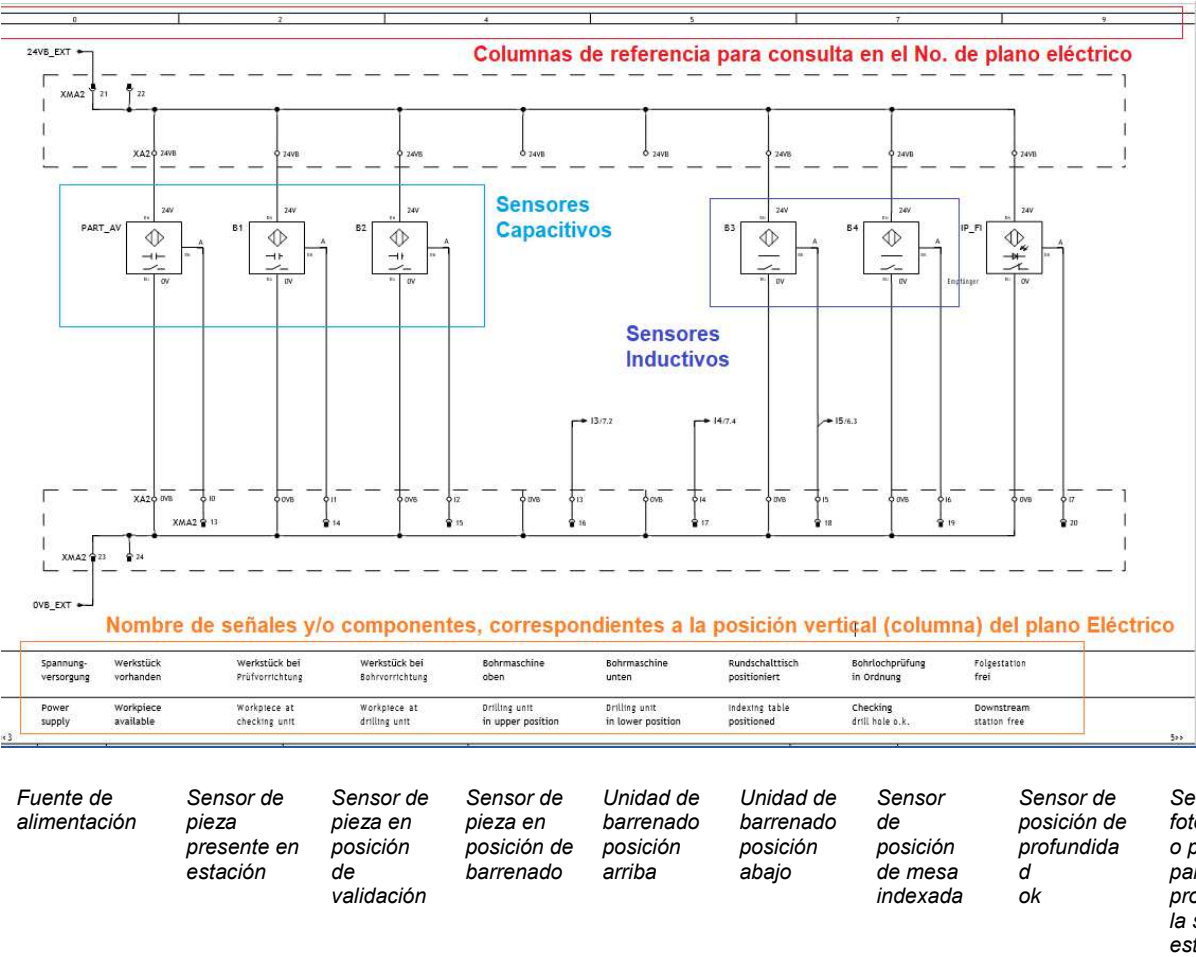 0 2 4 5 7 9
24VB_EXT
Columnas de referencia para consulta en el No. de plano eléctrico
XMA2 21 22
XA2 24VB 24VB 24VB 24VB 24VB 24VB 24VB 24VB
Sensores
Capacitivos
24V 24V 24V 24V 24V 24V
PART_AV B1 B2 B3 B4 IP_FI
A A A A A A
0V 0V 0V 0V 0V 0V
Empfänger
Sensores
Inductivos
I3/7.2 I4/7.4 I5/6.3
XA2 0VB I0 0VB I1 0VB I2 0VB I3 0VB I4 0VB I5 0VB I6 0VB I7
XMA2 13 14 15 16 17 18 19 20
XMA2 23 24
0VB_EXT
Nombre de señales y/o componentes, correspondientes a la posición vertical (columna) del plano Eléctrico
Spannung- Werkstück Werkstück bei Werkstück bei Bohrmaschine Bohrmaschine Rundschalttisch Bohrlochprüfung Folgestation
versorgung vorhanden Prüfvorrichtung Bohrvorrichtung oben unten positioniert in Ordnung frei
Power Workpiece Workpiece at Workpiece at Drilling unit Drilling unit Indexing table Checking Downstream
supply available checking unit drilling unit in upper position in lower position positioned drill hole o.k. station free
<<3 5>>
Fuente de Sensor de Sensor de Sensor de Unidad de Unidad de Sensor Sensor de Se
alimentación pieza pieza en pieza en barrenado barrenado de posición de foto
presente en posición posición de posición posición posición profundida o p
estación de barrenado arriba abajo de mesa d pa
validación indexada ok pro
la s
est